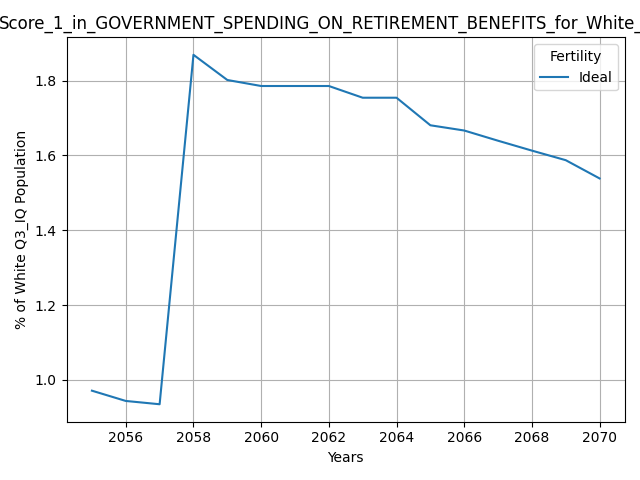 Score_1_in_GOVERNMENT_SPENDING_ON_RETIREMENT_BENEFITS_for_White_
Fertility
Ideal
% of White Q3_IQ Population
1.8
1.6
1.4
1.2
1.0
2056 2058 2060 2062 2064 2066 2068 2070
Years